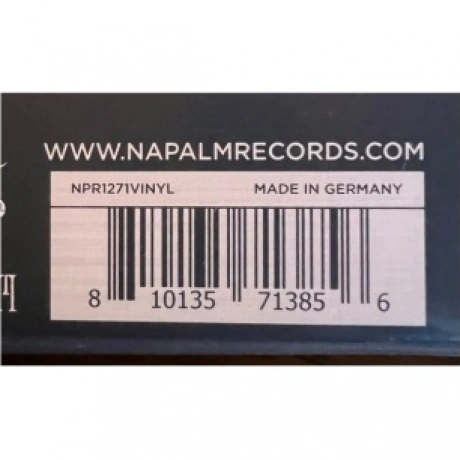 WWW.NAPALMRECORDS.COM
NPR1271VINYL MADE IN GERMANY
8 10135 71385 6